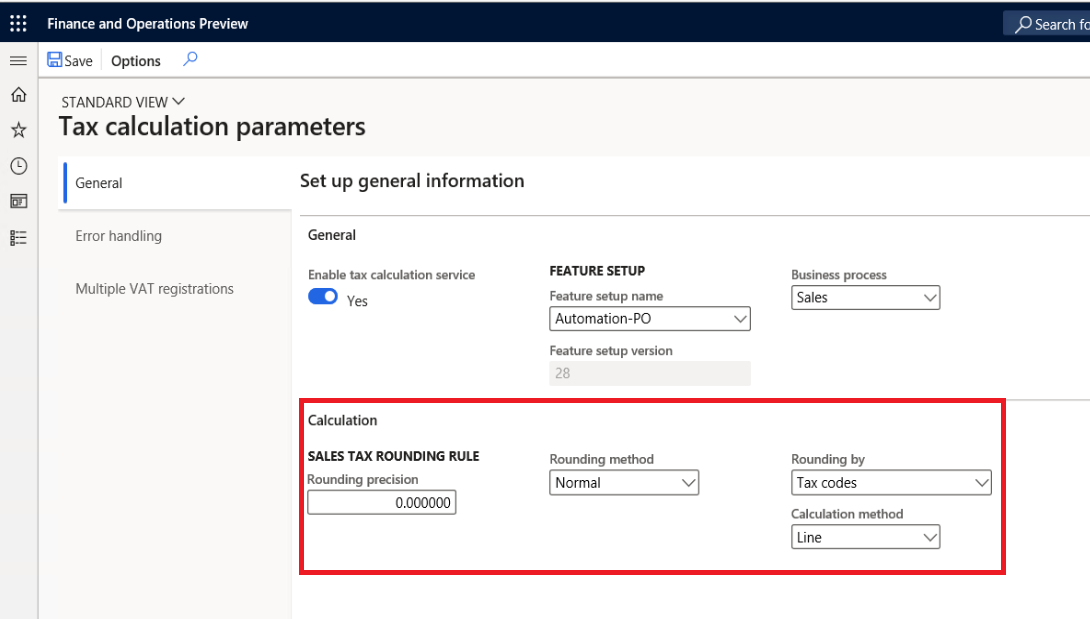 Finance and Operations Preview
Search fo
Save
Options
STANDARD VIEW
Tax calculation parameters
General
Error handling
Multiple VAT registrations
Set up general information
General
Enable tax calculation service
Yes
FEATURE SETUP
Feature setup name
Automation-PO
Feature setup version
28
Business process
Sales
Calculation
SALES TAX ROUNDING RULE
Rounding precision
0.000000
Rounding method
Normal
Rounding by
Tax codes
Calculation method
Line